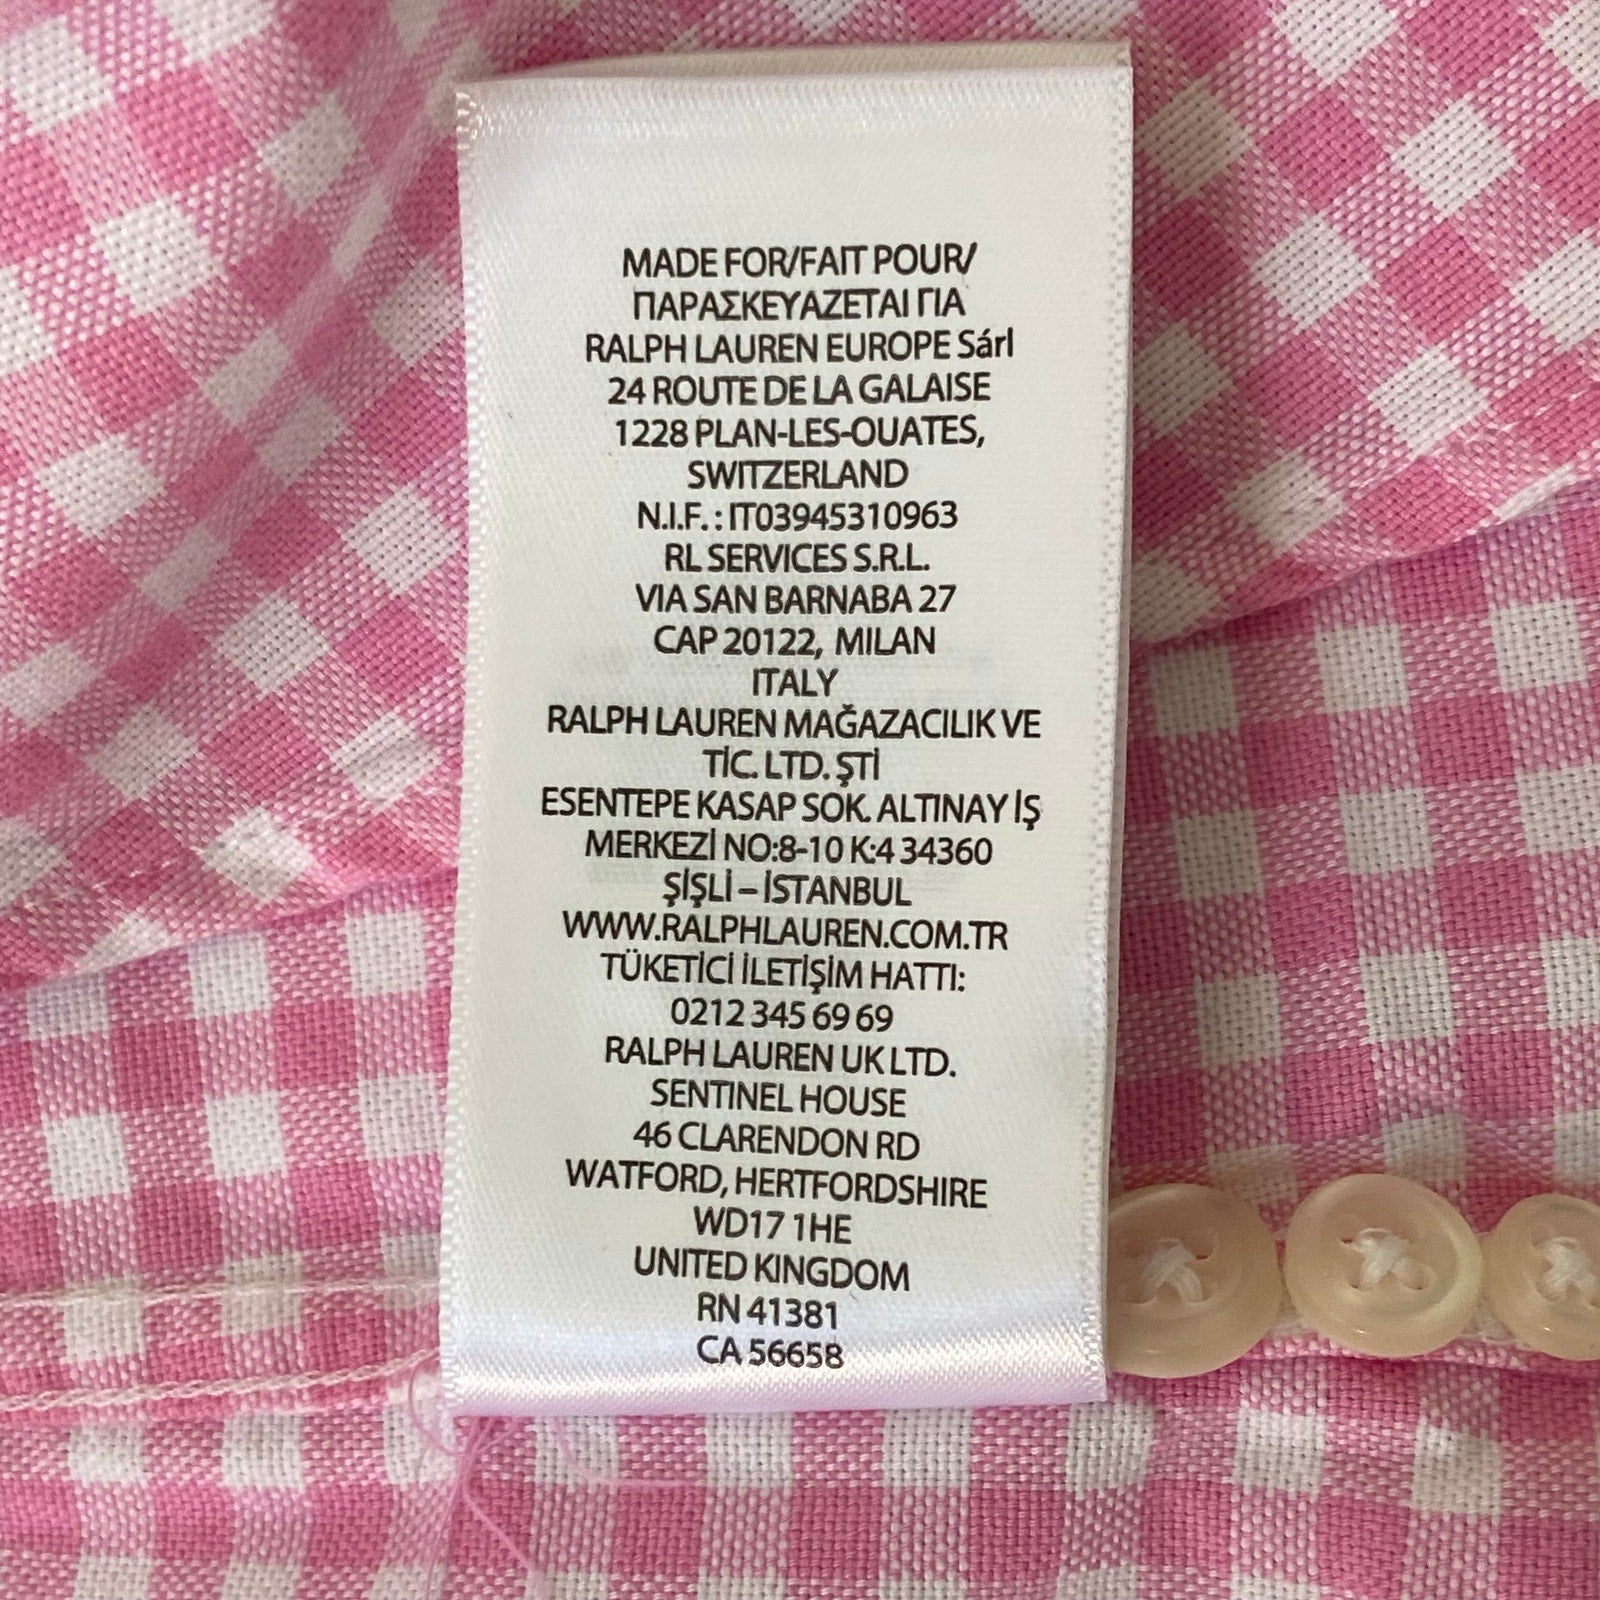 MADE FOR/FAIT POUR/
ΠΑΡΑΣΚΕΥΑΖΕΤΑΙ ΓΙΑ
RALPH LAUREN EUROPE Sárl
24 ROUTE DE LA GALAISE
1228 PLAN-LES-OUATES,
SWITZERLAND
N.I.F. : IT03945310963
RL SERVICES S.R.L.
VIA SAN BARNABA 27
CAP 20122, MILAN
ITALY
RALPH LAUREN MAĞAZACILIK VE
TİC. LTD. ŞTİ
ESENTEPE KASAP SOK. ALTINAY İŞ
MERKEZİ NO:8-10 K:4 34360
ŞİŞLİ – İSTANBUL
WWW.RALPHLAUREN.COM.TR
TÜKETİCİ İLETİŞİM HATTI:
0212 345 69 69
RALPH LAUREN UK LTD.
SENTINEL HOUSE
46 CLARENDON RD
WATFORD, HERTFORDSHIRE
WD17 1HE
UNITED KINGDOM
RN 41381
CA 56658